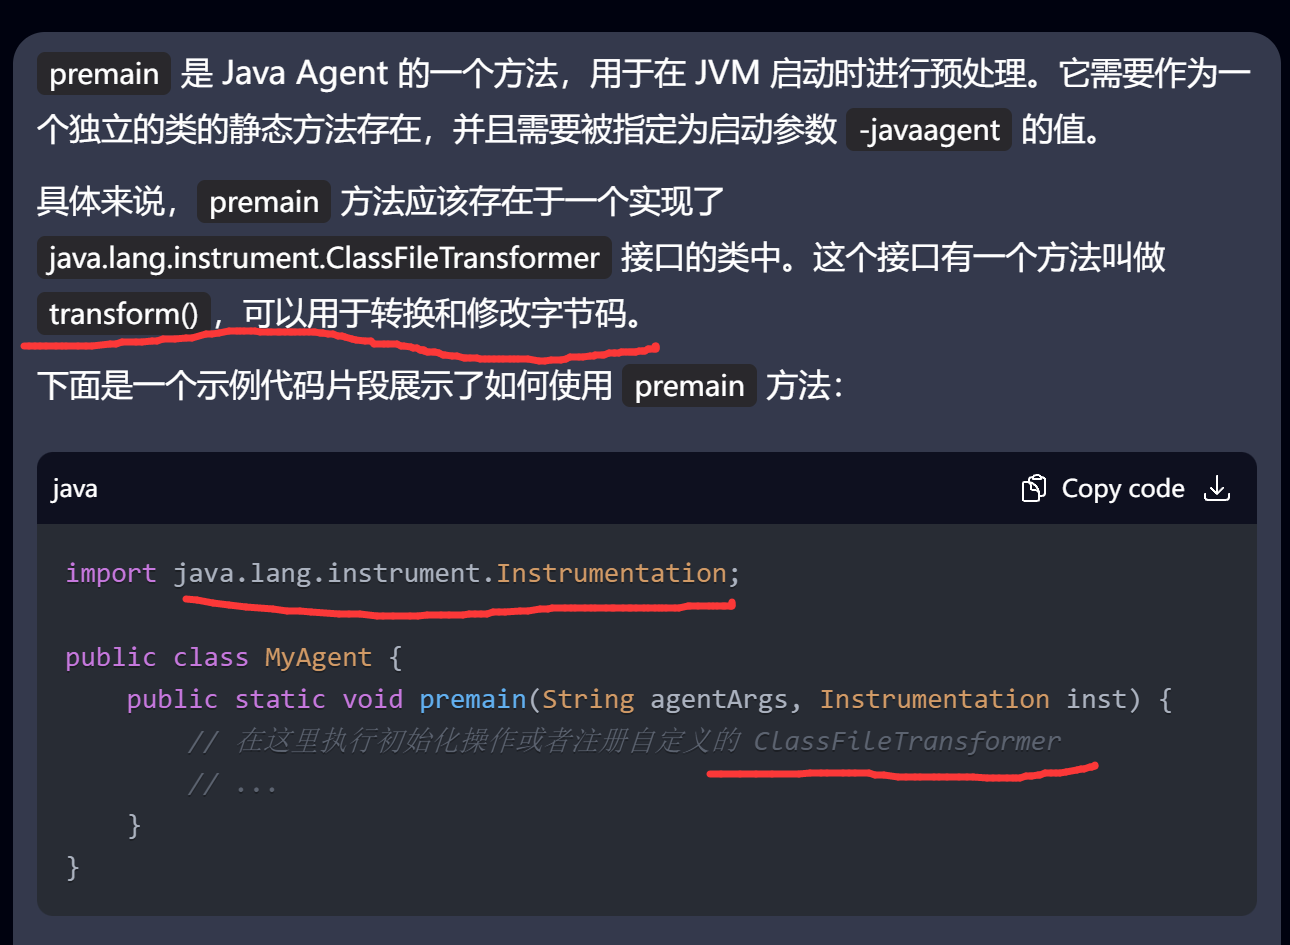 premain 是 Java Agent 的一个方法，用于在 JVM 启动时进行预处理。它需要作为一
个独立的类的静态方法存在，并且需要被指定为启动参数 -javaagent 的值。
具体来说， premain 方法应该存在于一个实现了
java.lang.instrument.ClassFileTransformer 接口的类中。这个接口有一个方法叫做
transform() ，可以用于转换和修改字节码。
下面是一个示例代码片段展示了如何使用 premain 方法：
java Copy code
import java.lang.instrument.Instrumentation;
public class MyAgent {
    public static void premain(String agentArgs, Instrumentation inst) {
        // 在这里执行初始化操作或者注册自定义的 ClassFileTransformer
        // ...
    }
}